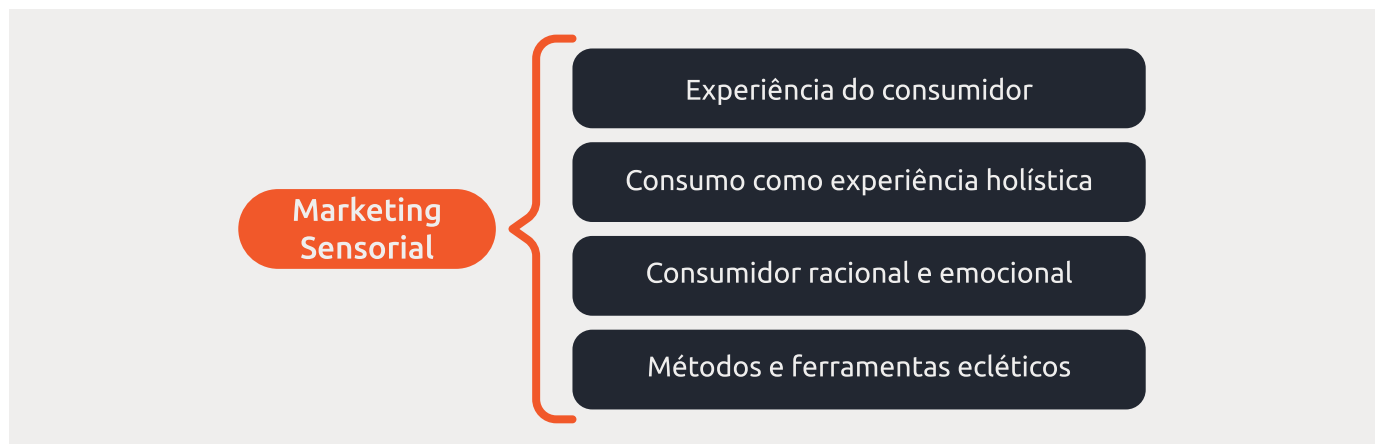 Marketing
Sensorial
Experiência do consumidor
Consumo como experiência holística
Consumidor racional e emocional
Métodos e ferramentas ecléticos